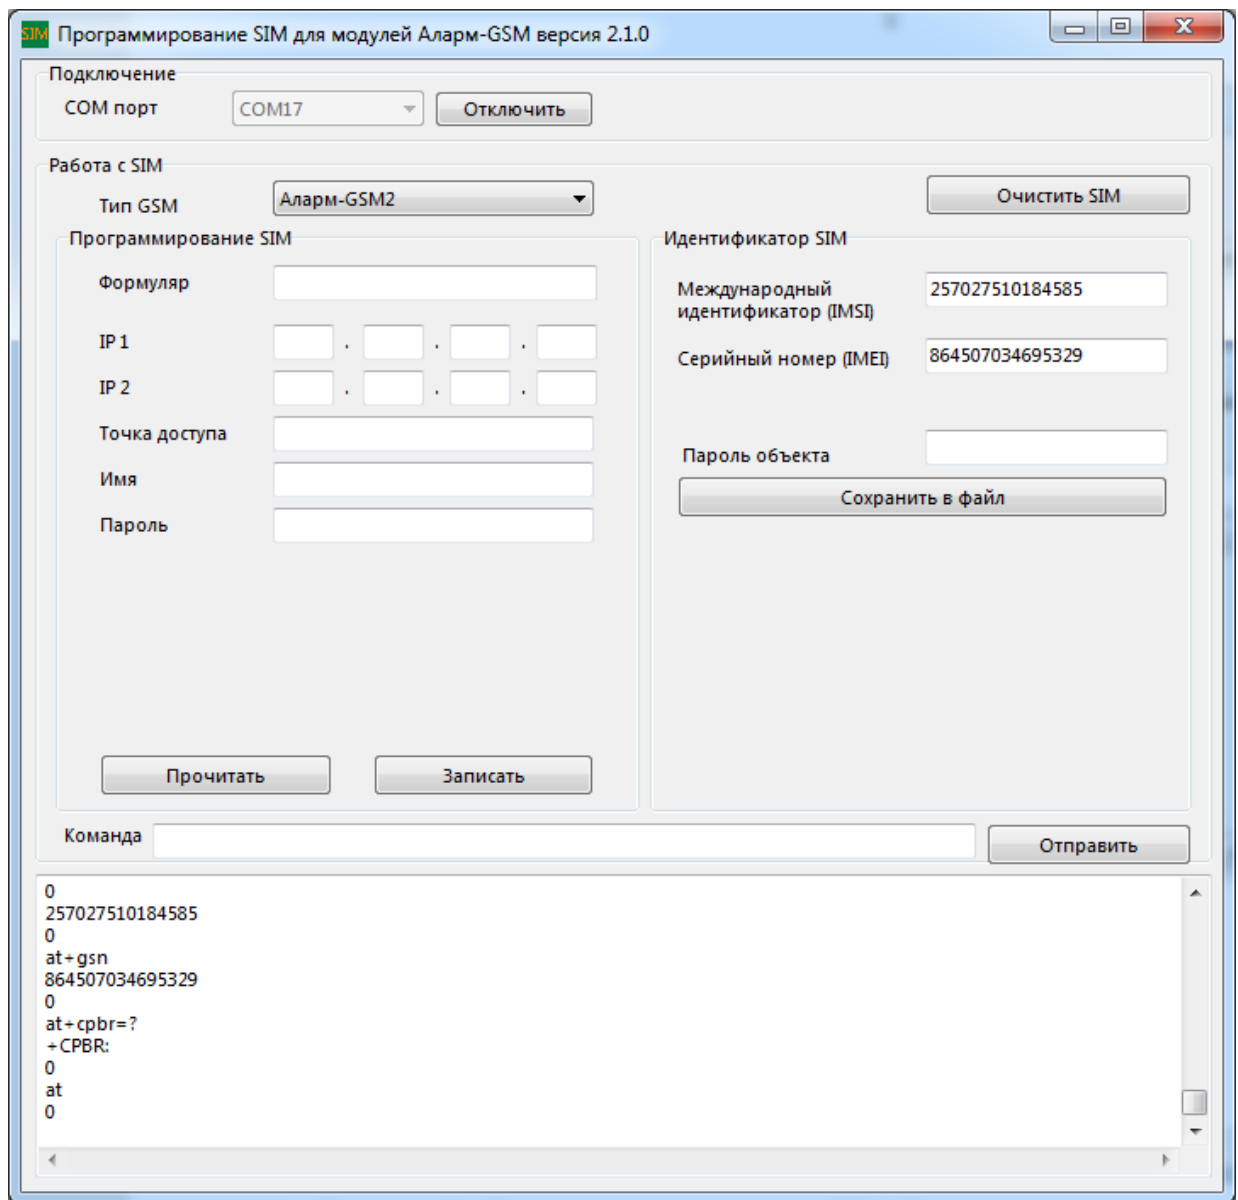 SIM Программирование SIM для модулей Аларм-GSM версия 2.1.0
Подключение
COM порт COM17 Отключить
Работа с SIM
Тип GSM Аларм-GSM2 Очистить SIM
Программирование SIM
Формуляр
IP 1 . . .
IP 2 . . .
Точка доступа
Имя
Пароль
Прочитать Записать
Идентификатор SIM
Международный
идентификатор (IMSI) 257027510184585
Серийный номер (IMEI) 864507034695329
Пароль объекта
Сохранить в файл
Команда Отправить
0
257027510184585
0
at+gsn
864507034695329
0
at+cpbr=?
+CPBR:
0
at
0